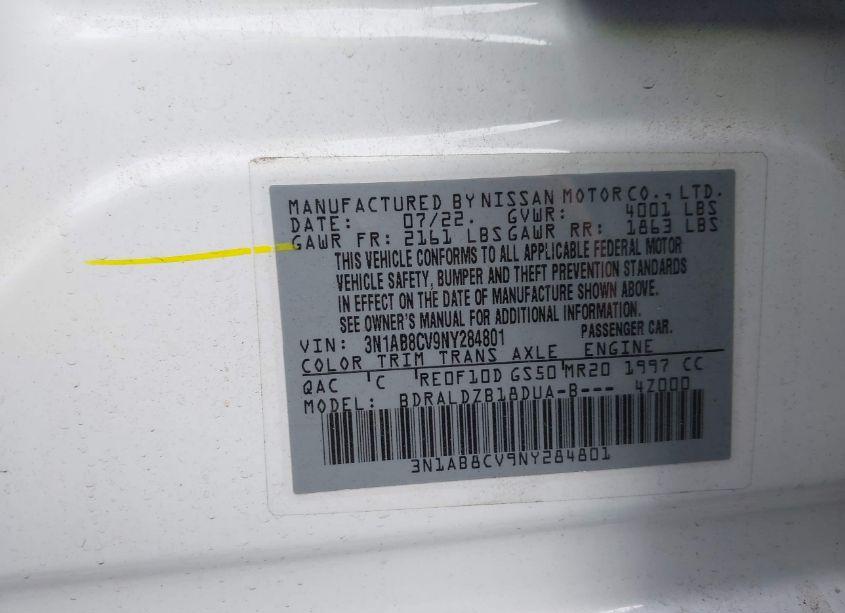 MANUFACTURED BY NISSAN MOTOR CO., LTD.
DATE: 07/22. GVWR: 4001 LBS
GAWR FR: 2161 LBS GAWR RR: 1863 LBS
THIS VEHICLE CONFORMS TO ALL APPLICABLE FEDERAL MOTOR
VEHICLE SAFETY, BUMPER AND THEFT PREVENTION STANDARDS
IN EFFECT ON THE DATE OF MANUFACTURE SHOWN ABOVE.
SEE OWNER'S MANUAL FOR ADDITIONAL INFORMATION.
VIN: 3N1AB8CV9NY284801 PASSENGER CAR.
COLOR TRIM TRANS AXLE ENGINE
QAC C RE0F10D GS50 MR20 1997 CC
MODEL: BDRALDZB18DUA-B--- 4Z000
3N1AB8CV9NY284801